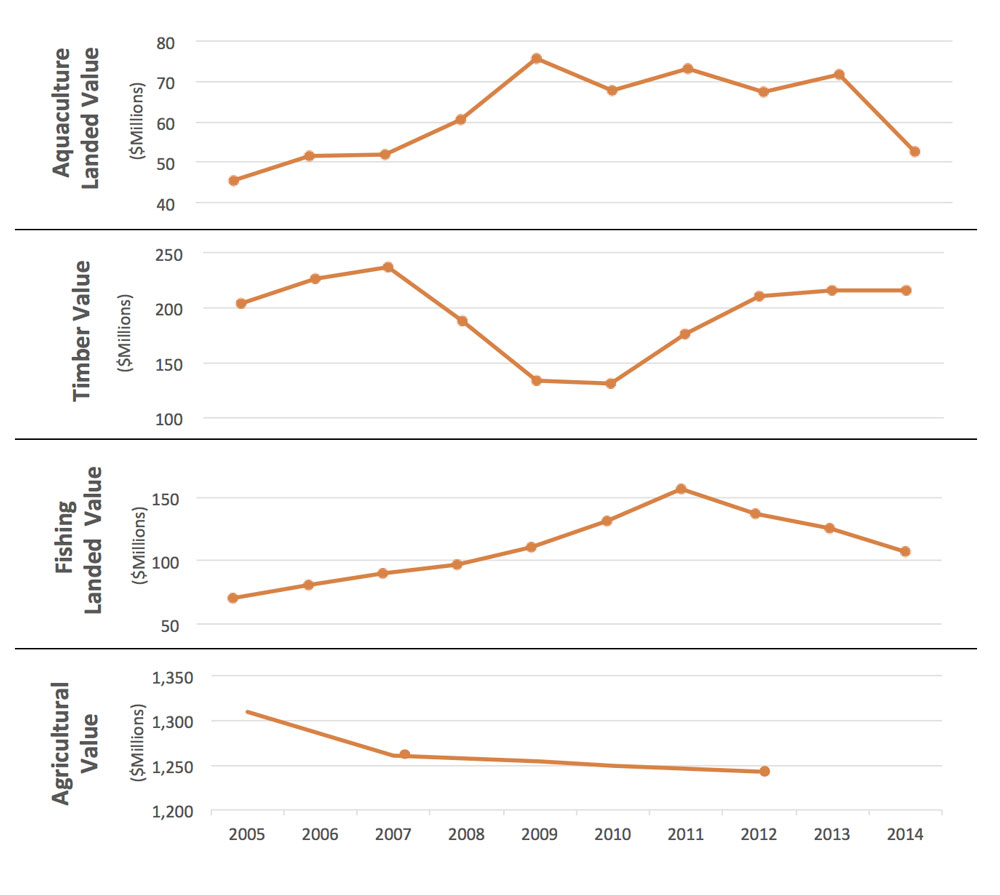 Aquaculture
Landed Value
($Millions)
80
70
60
50
40
Timber Value
($Millions)
250
200
150
100
Fishing
Landed Value
($Millions)
150
100
50
Agricultural
Value
($Millions)
1,350
1,300
1,250
1,200
2005 2006 2007 2008 2009 2010 2011 2012 2013 2014